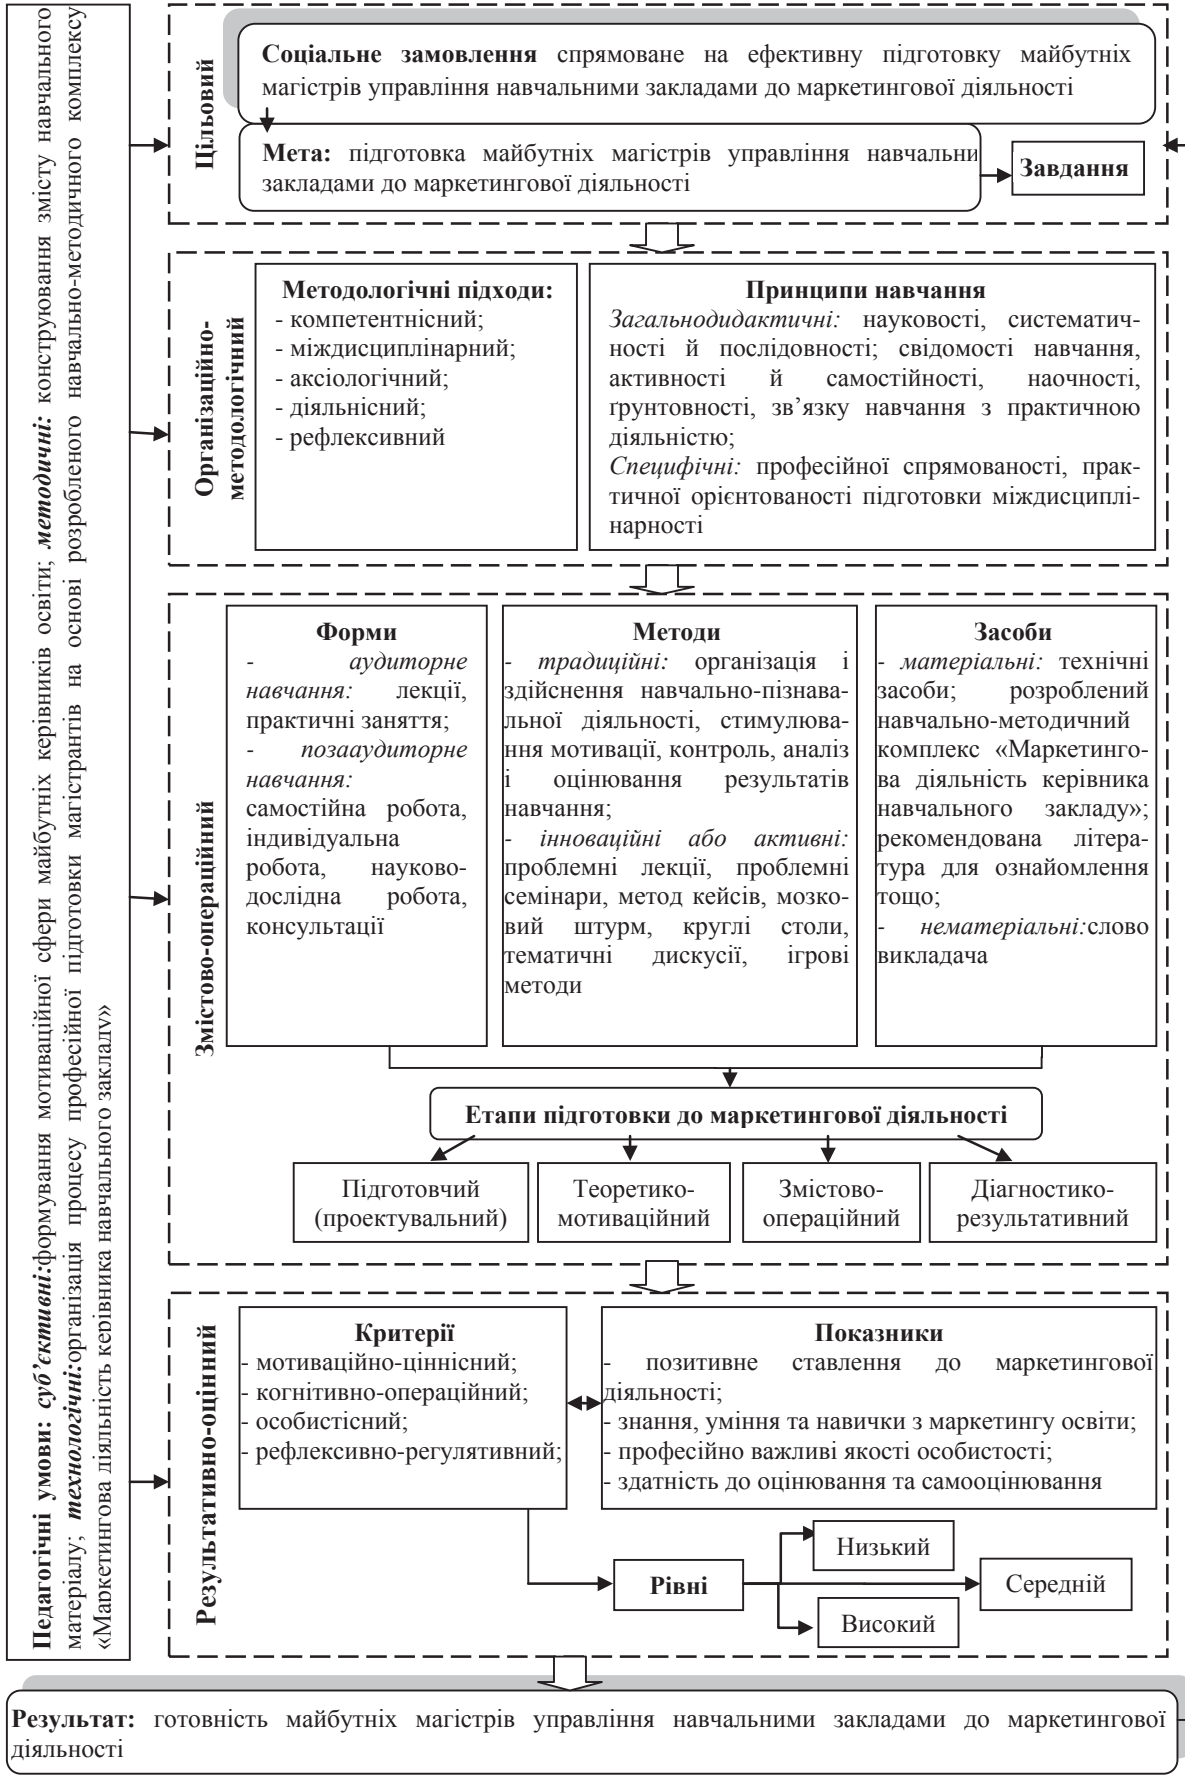 Педагогічні умови: суб’єктивні:формування мотиваційної сфери майбутніх керівників освіти; методичні: конструювання змісту навчального
матеріалу; технологічні:організація процесу професійної підготовки магістрантів на основі розробленого навчально-методичного комплексу
«Маркетингова діяльність керівника навчального закладу»
Цільовий
Соціальне замовлення спрямоване на ефективну підготовку майбутніх
магістрів управління навчальними закладами до маркетингової діяльності
Мета: підготовка майбутніх магістрів управління навчальни
закладами до маркетингової діяльності
Завдання
Організаційно-
методологічний
Методологічні підходи:
- компетентнісний;
- міждисциплінарний;
- аксіологічний;
- діяльнісний;
- рефлексивний
Принципи навчання
Загальнодидактичні: науковості, систематич-
ності й послідовності; свідомості навчання,
активності й самостійності, наочності,
ґрунтовності, зв’язку навчання з практичною
діяльністю;
Специфічні: професійної спрямованості, прак-
тичної орієнтованості підготовки міждисциплі-
нарності
Змістово-операційний
Форми
- аудиторне
навчання: лекції,
практичні заняття;
- позааудиторне
навчання:
самостійна робота,
індивідуальна
робота, науково-
дослідна робота,
консультації
Методи
- традиційні: організація і
здійснення навчально-пізнава-
льної діяльності, стимулюва-
ння мотивації, контроль, аналіз
і оцінювання результатів
навчання;
- інноваційні або активні:
проблемні лекції, проблемні
семінари, метод кейсів, мозко-
вий штурм, круглі столи,
тематичні дискусії, ігрові
методи
Засоби
- матеріальні: технічні
засоби; розроблений
навчально-методичний
комплекс «Маркетинго-
ва діяльність керівника
навчального закладу»;
рекомендована літера-
тура для ознайомлення
тощо;
- нематеріальні:слово
викладача
Етапи підготовки до маркетингової діяльності
Підготовчий
(проектувальний)
Теоретико-
мотиваційний
Змістово-
операційний
Діагностико-
результативний
Результативно-оцінний
Критерії
- мотиваційно-ціннісний;
- когнітивно-операційний;
- особистісний;
- рефлексивно-регулятивний;
Показники
- позитивне ставлення до маркетингової
діяльності;
- знання, уміння та навички з маркетингу освіти;
- професійно важливі якості особистості;
- здатність до оцінювання та самооцінювання
Рівні
Низький
Середній
Високий
Результат: готовність майбутніх магістрів управління навчальними закладами до маркетингової
діяльності